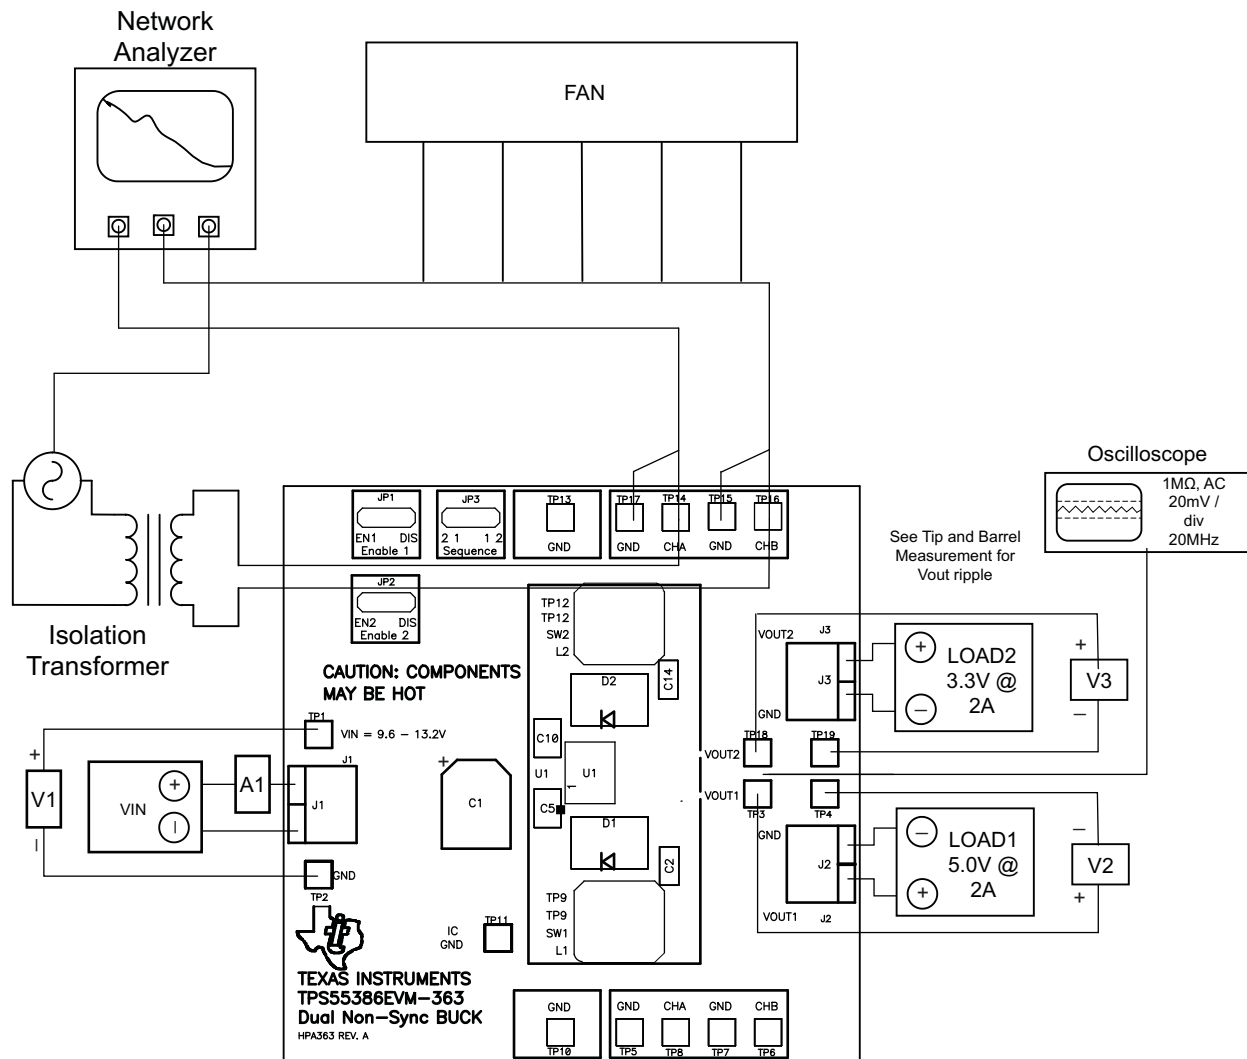 Network
Analyzer
FAN
Isolation
Transformer
Oscilloscope
1MΩ, AC
20mV /
div
20MHz
See Tip and Barrel
Measurement for
Vout ripple
JP1
EN1 DIS
Enable 1
JP3
2 1 1 2
Sequence
TP13
GND
TP17 TP14 TP15 TP16
GND CHA GND CHB
JP2
EN2 DIS
Enable 2
CAUTION: COMPONENTS
MAY BE HOT
TP1
VIN = 9.6 – 13.2V
J1
J1
+
V1
–
VIN
+
–
A1
GND
TP2
+
C1
TP12
TP12
SW2
L2
C14
D2
C10
U1
U1
1
C5
D1
C2
TP9
TP9
SW1
L1
IC
GND
TP11
VOUT2
J3
J3
GND
+
–
LOAD2
3.3V @
2A
+
V3
–
TP18
TP19
VOUT2
VOUT1
TP3
TP4
GND
J2
VOUT1
J2
–
+
LOAD1
5.0V @
2A
–
V2
+
TEXAS INSTRUMENTS
TPS55386EVM–363
Dual Non–Sync BUCK
HPA363 REV. A
GND
TP10
GND CHA GND CHB
TP5 TP8 TP7 TP6